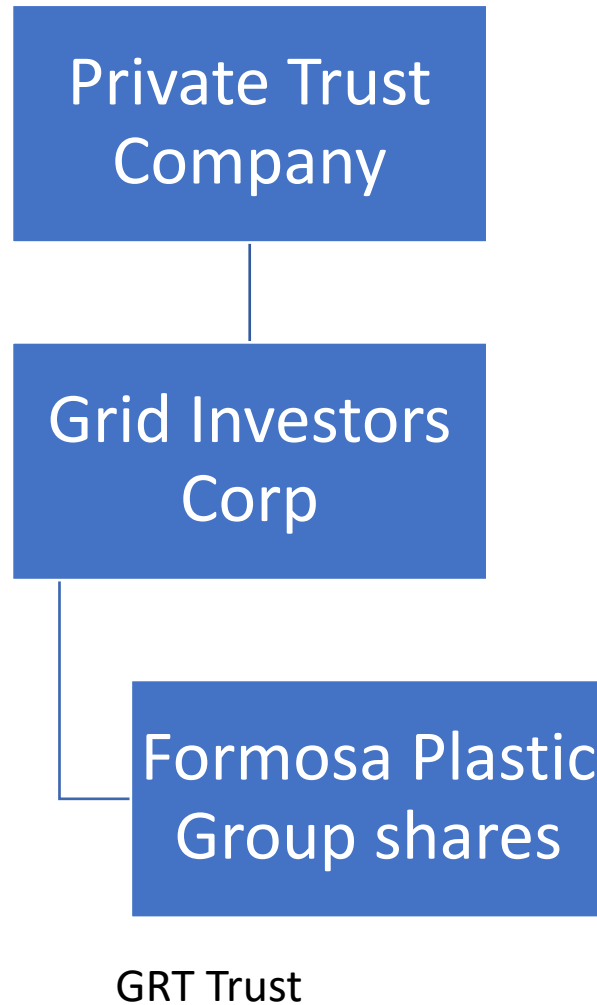 Private Trust
Company
Grid Investors
Corp
Formosa Plastic
Group shares
GRT Trust